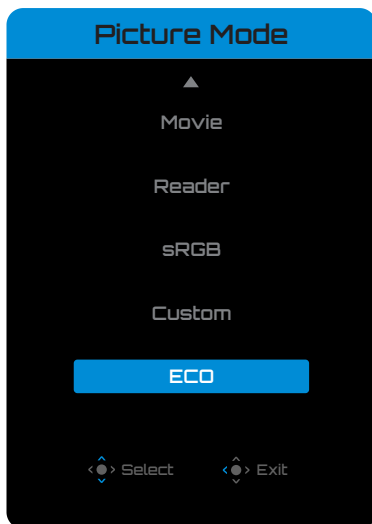 Picture Mode
Movie
Reader
sRGB
Custom
ECO
Select Exit